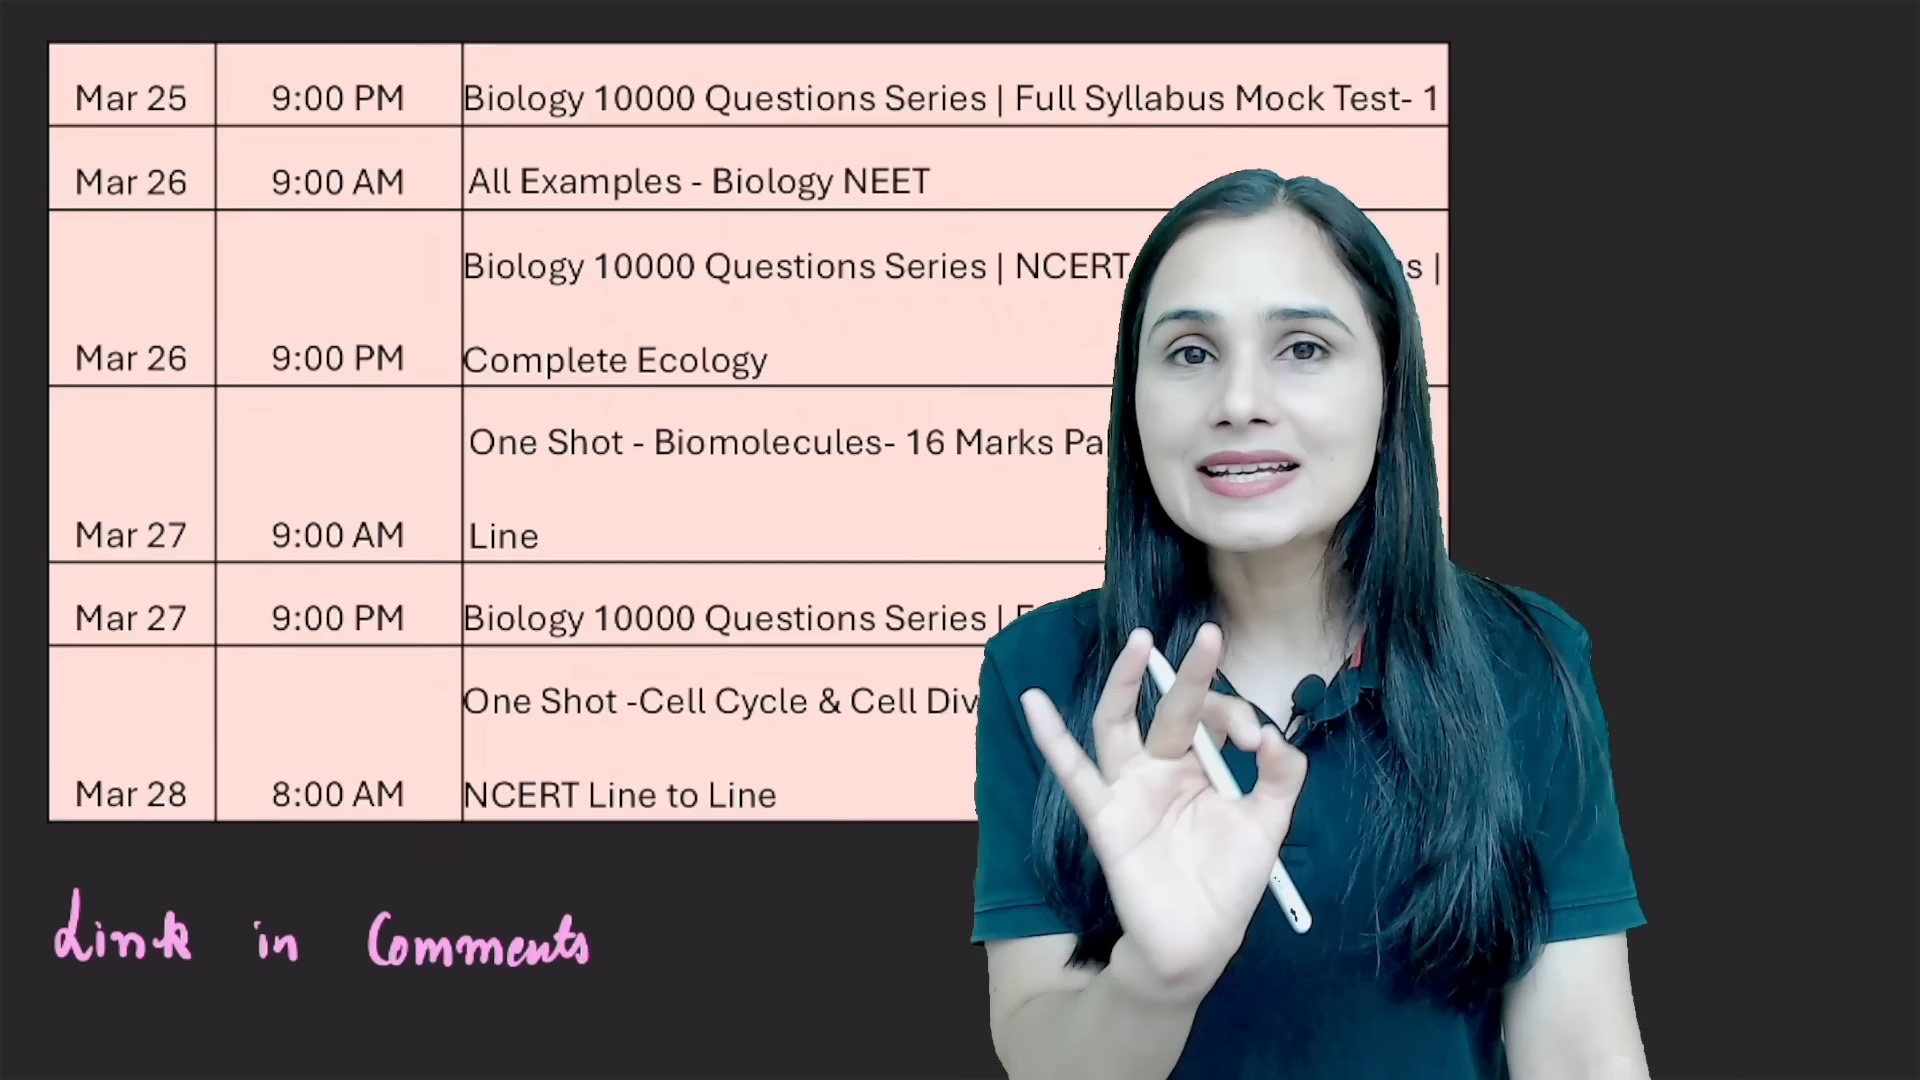 Mar 25 9:00 PM Biology 10000 Questions Series | Full Syllabus Mock Test- 1
Mar 26 9:00 AM All Examples - Biology NEET
Biology 10000 Questions Series | NCERT |
Mar 26 9:00 PM Complete Ecology
One Shot - Biomolecules- 16 Marks
Mar 27 9:00 AM Line
Mar 27 9:00 PM Biology 10000 Questions Series |
One Shot -Cell Cycle & Cell
Mar 28 8:00 AM NCERT Line to Line
Link in Comments